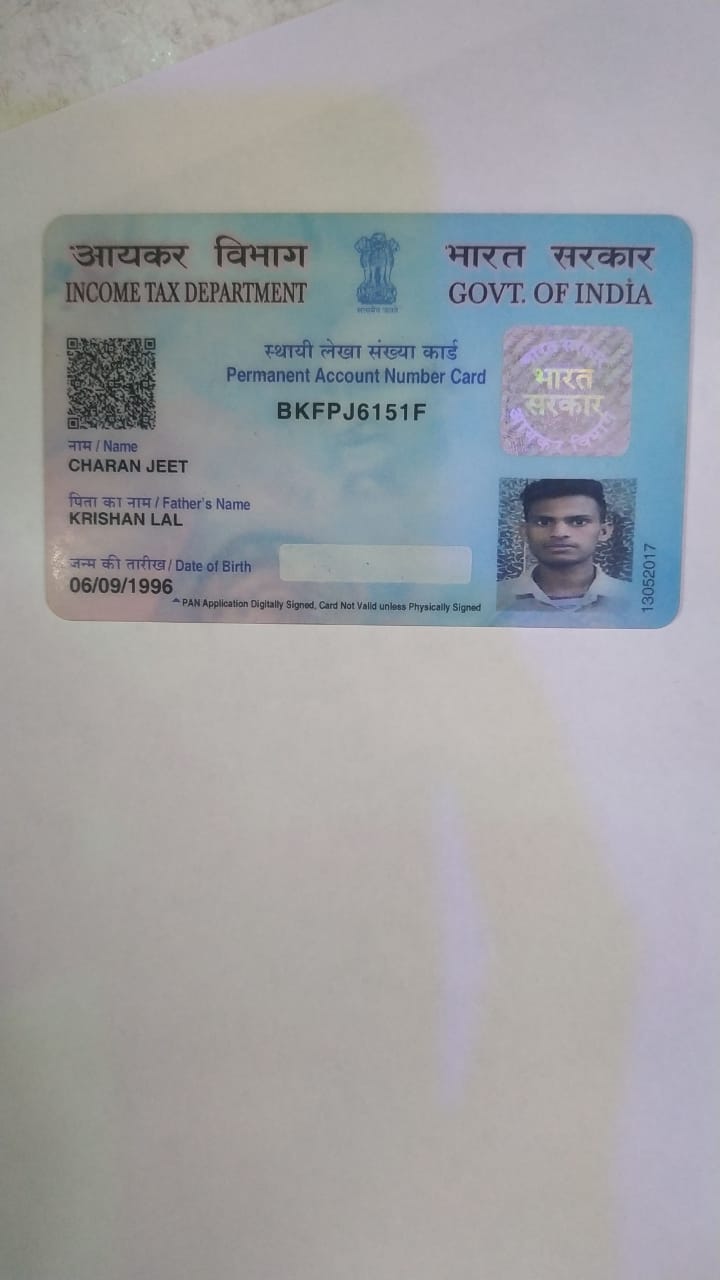 आयकर विभाग
INCOME TAX DEPARTMENT
सत्यमेव जयते
भारत सरकार
GOVT. OF INDIA
स्थायी लेखा संख्या कार्ड
Permanent Account Number Card
BKFPJ6151F
भारत
सरकार
नाम / Name
CHARAN JEET
पिता का नाम / Father's Name
KRISHAN LAL
जन्म की तारीख / Date of Birth
06/09/1996
PAN Application Digitally Signed, Card Not Valid unless Physically Signed
13052017